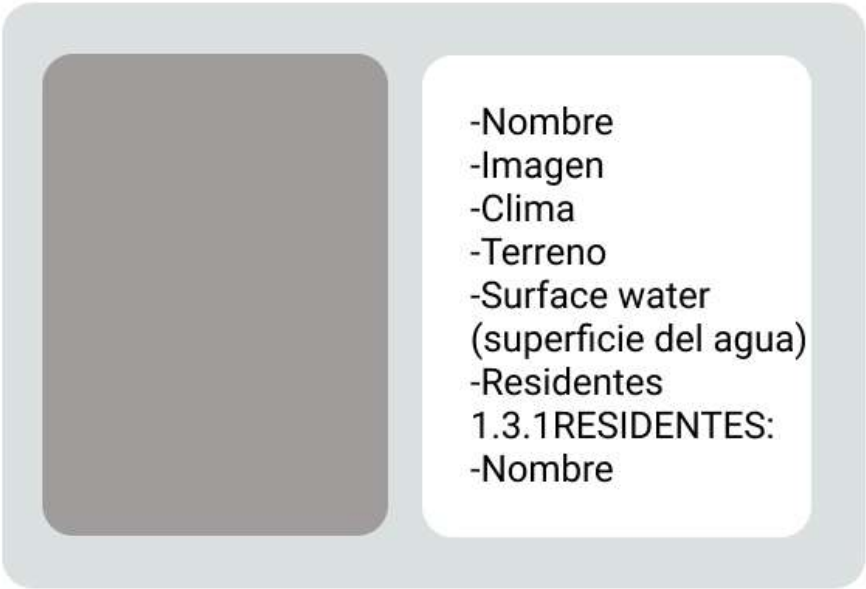 -Nombre
-Imagen
-Clima
-Terreno
-Surface water
(superficie del agua)
-Residentes
1.3.1RESIDENTES:
-Nombre